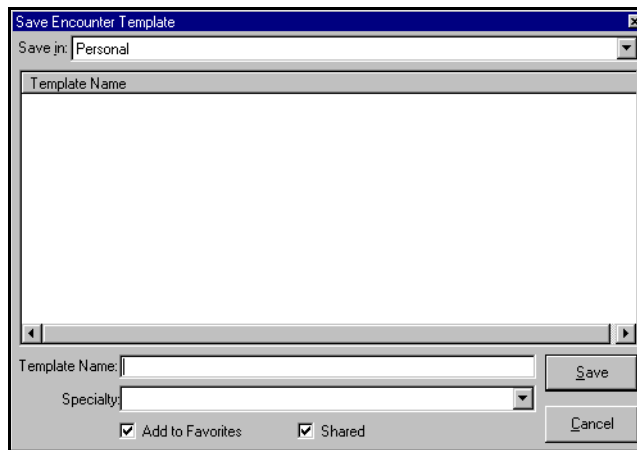 Save Encounter Template
Save in: Personal
Template Name
Template Name:
Save
Specialty:
Add to Favorites Shared
Cancel